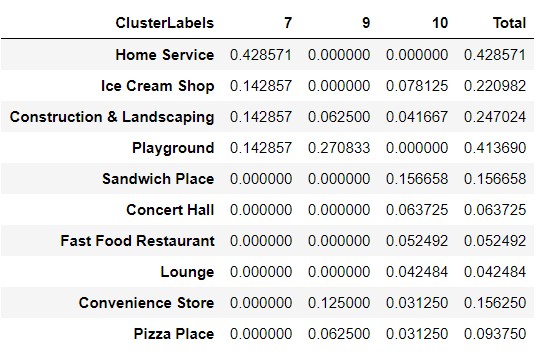 ClusterLabels 7 9 10 Total
Home Service 0.428571 0.000000 0.000000 0.428571
Ice Cream Shop 0.142857 0.000000 0.078125 0.220982
Construction & Landscaping 0.142857 0.062500 0.041667 0.247024
Playground 0.142857 0.270833 0.000000 0.413690
Sandwich Place 0.000000 0.000000 0.156658 0.156658
Concert Hall 0.000000 0.000000 0.063725 0.063725
Fast Food Restaurant 0.000000 0.000000 0.052492 0.052492
Lounge 0.000000 0.000000 0.042484 0.042484
Convenience Store 0.000000 0.125000 0.031250 0.156250
Pizza Place 0.000000 0.062500 0.031250 0.093750